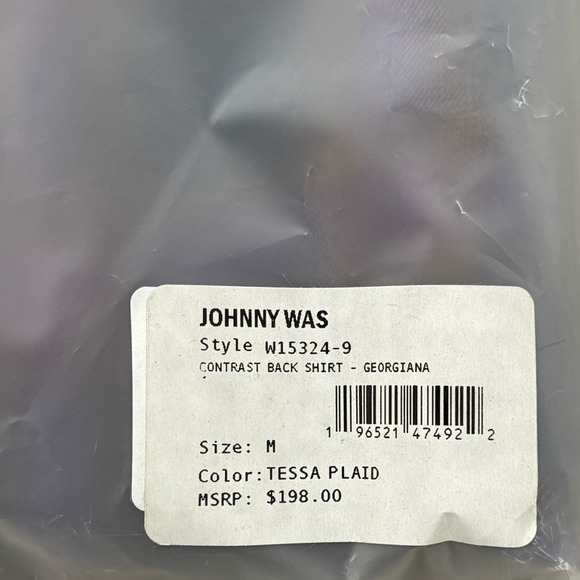 JOHNNY WAS
Style W15324-9
CONTRAST BACK SHIRT - GEORGIANA
1 96521 47492 2
Size: M
Color: TESSA PLAID
MSRP: $198.00